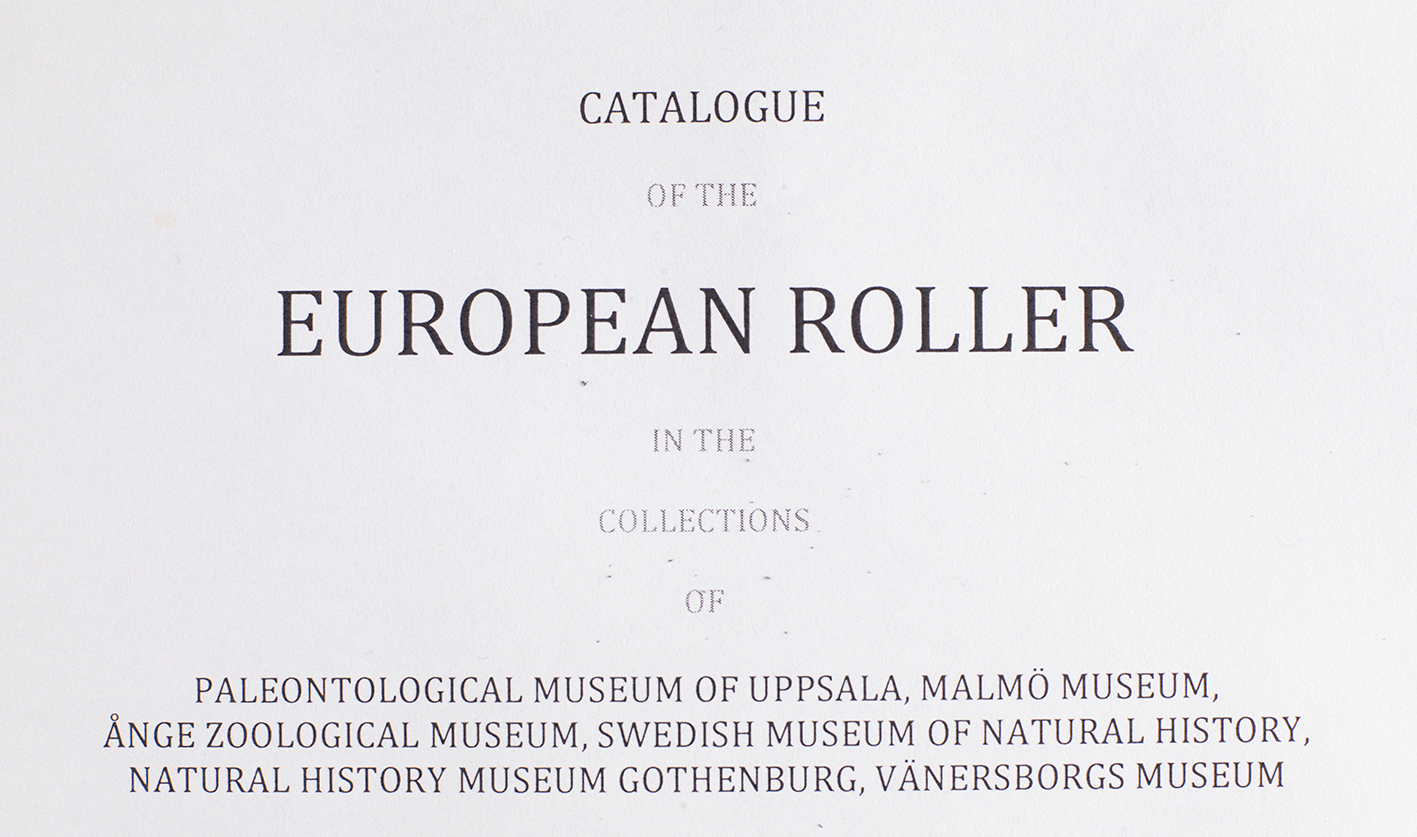 CATALOGUE
OF THE
EUROPEAN ROLLER
IN THE
COLLECTIONS
OF
PALEONTOLOGICAL MUSEUM OF UPPSALA, MALMÖ MUSEUM,
ÅNGE ZOOLOGICAL MUSEUM, SWEDISH MUSEUM OF NATURAL HISTORY,
NATURAL HISTORY MUSEUM GOTHENBURG, VÄNERSBORGS MUSEUM